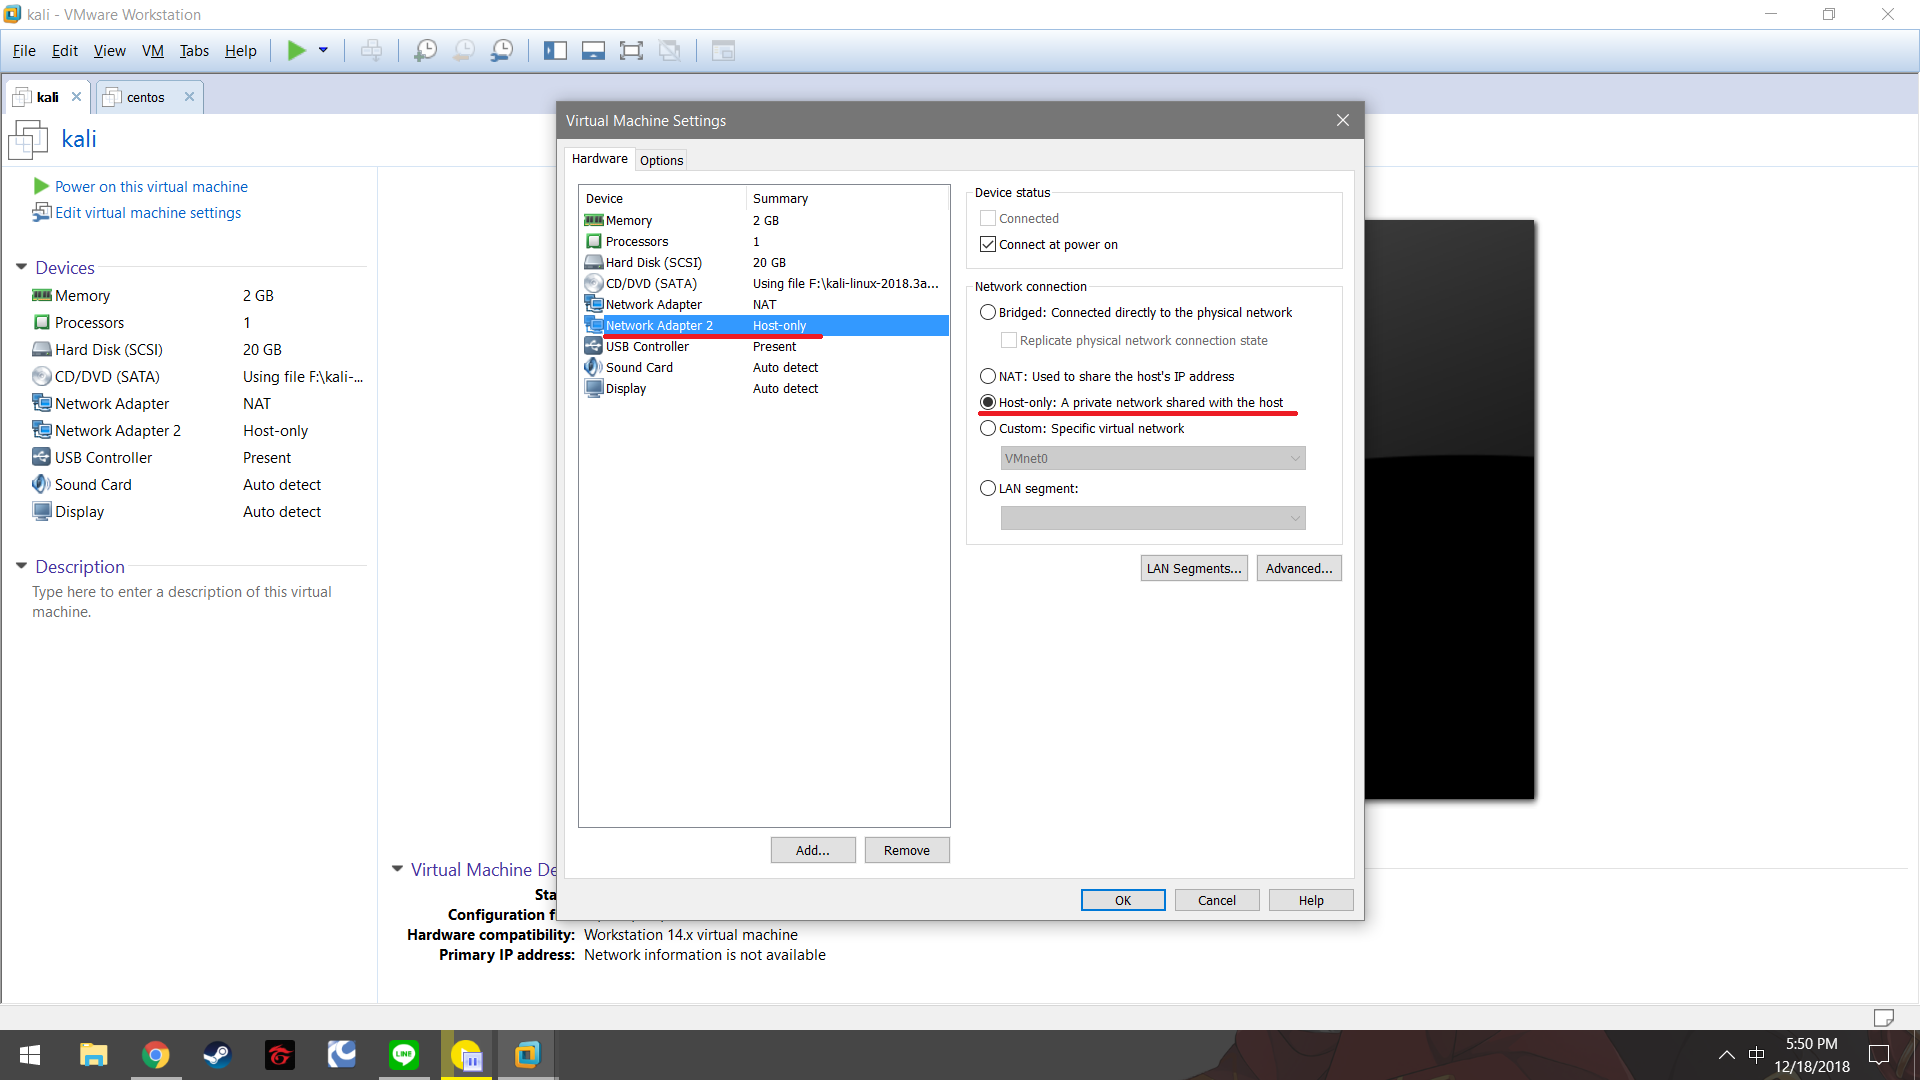 kali - VMware Workstation
File Edit View VM Tabs Help
kali centos
kali
Power on this virtual machine
Edit virtual machine settings
Devices
Memory 2 GB
Processors 1
Hard Disk (SCSI) 20 GB
CD/DVD (SATA) Using file F:\kali-...
Network Adapter NAT
Network Adapter 2 Host-only
USB Controller Present
Sound Card Auto detect
Display Auto detect
Description
Type here to enter a description of this virtual
machine.
Virtual Machine Settings
Hardware Options
Device Summary
Memory 2 GB
Processors 1
Hard Disk (SCSI) 20 GB
CD/DVD (SATA) Using file F:\kali-linux-2018.3a...
Network Adapter NAT
Network Adapter 2 Host-only
USB Controller Present
Sound Card Auto detect
Display Auto detect
Add... Remove
Device status
Connected
Connect at power on
Network connection
Bridged: Connected directly to the physical network
Replicate physical network connection state
NAT: Used to share the host's IP address
Host-only: A private network shared with the host
Custom: Specific virtual network
VMnet0
LAN segment:
LAN Segments... Advanced...
OK Cancel Help
Virtual Machine De
Sta
Configuration f
Hardware compatibility: Workstation 14.x virtual machine
Primary IP address: Network information is not available
LINE
中
5:50 PM
12/18/2018